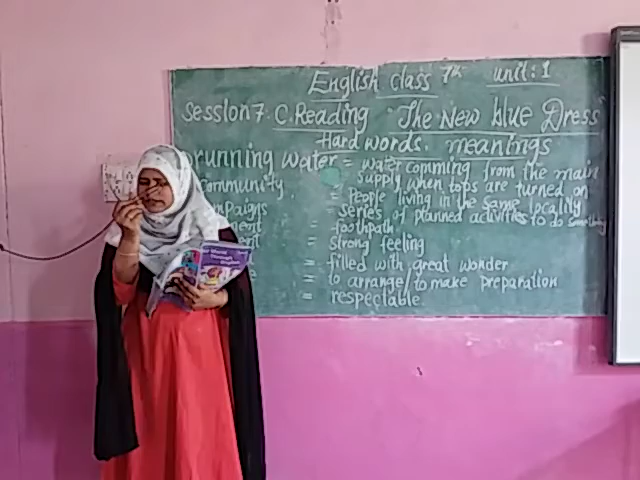 English class 7th unit: 1
Session 7. C. Reading "The New blue Dress"
Hard words. meanings
running water = water comming from the main
supply when tops are turned on
Community = People living in the same locality
= series of planned activities to do something
= footpath
= strong feeling
= filled with great wonder
= to arrange/to make preparation
= respectable.
Through